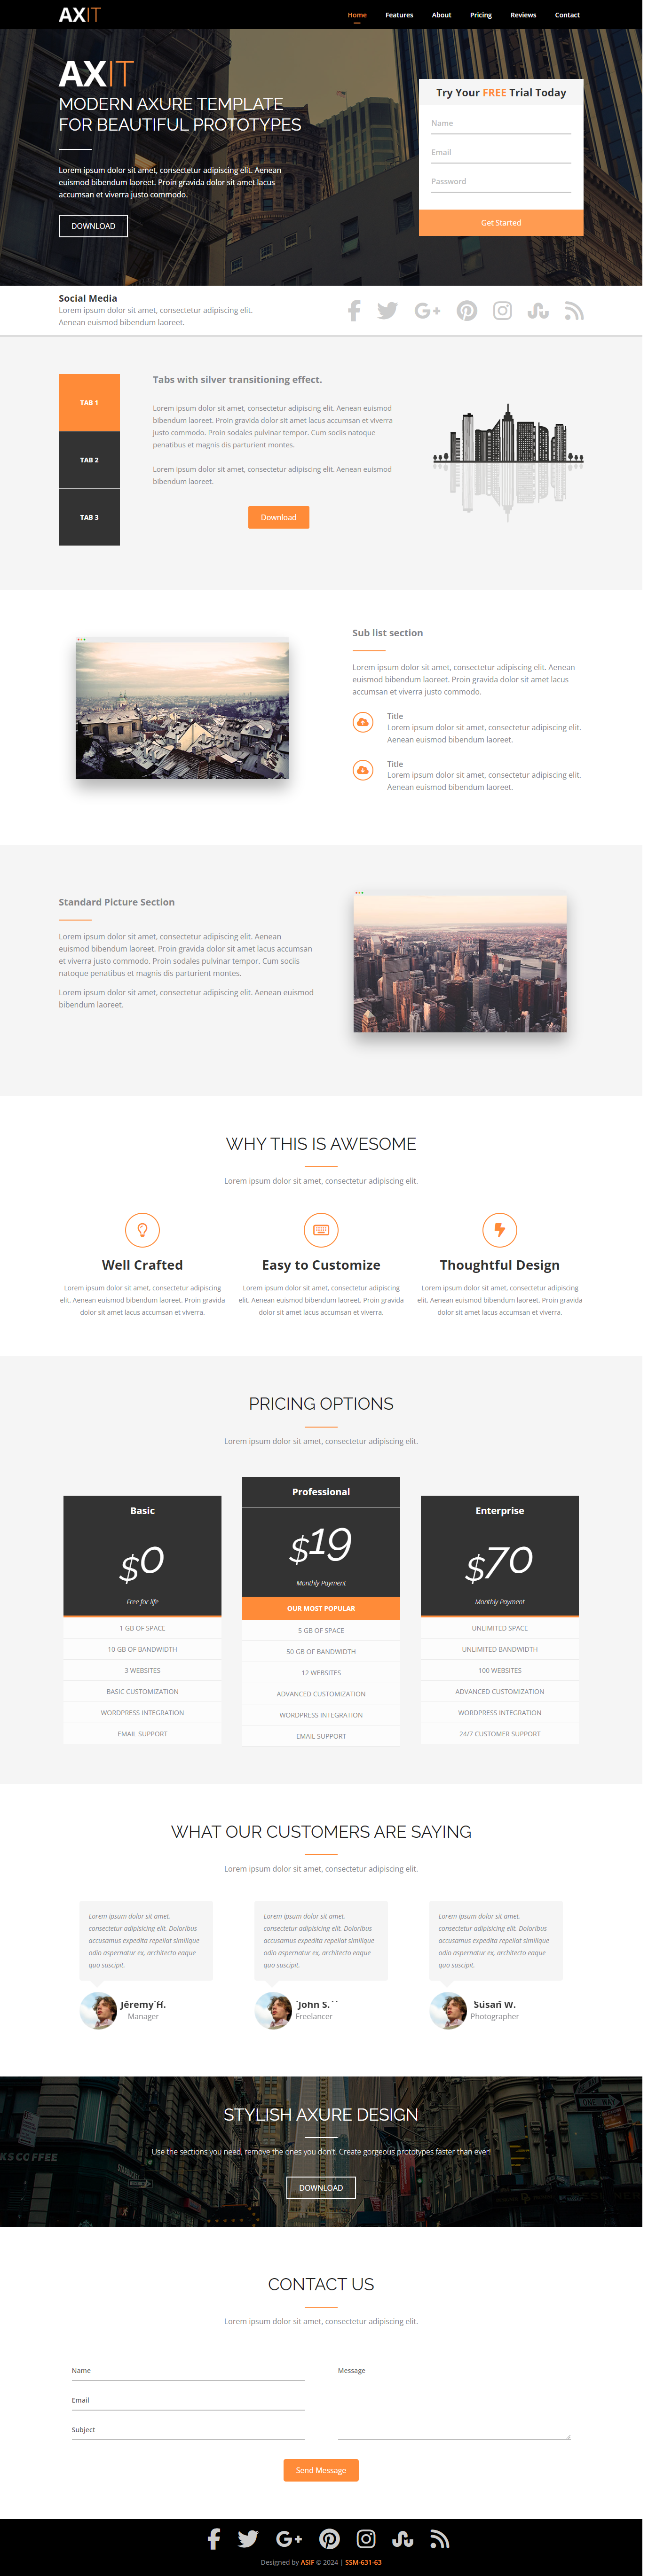 AXIT
Home Features About Pricing Reviews Contact
AXIT
MODERN AXURE TEMPLATE
FOR BEAUTIFUL PROTOTYPES
Lorem ipsum dolor sit amet, consectetur adipiscing elit. Aenean
euismod bibendum laoreet. Proin gravida dolor sit amet lacus
accumsan et viverra justo commodo.
DOWNLOAD
Try Your FREE Trial Today
Name
Email
Password
Get Started
Social Media
Lorem ipsum dolor sit amet, consectetur adipiscing elit.
Aenean euismod bibendum laoreet.
TAB 1
TAB 2
TAB 3
Tabs with silver transitioning effect.
Lorem ipsum dolor sit amet, consectetur adipiscing elit. Aenean euismod
bibendum laoreet. Proin gravida dolor sit amet lacus accumsan et viverra
justo commodo. Proin sodales pulvinar tempor. Cum sociis natoque
penatibus et magnis dis parturient montes.
Lorem ipsum dolor sit amet, consectetur adipiscing elit. Aenean euismod
bibendum laoreet.
Download
Sub list section
Lorem ipsum dolor sit amet, consectetur adipiscing elit. Aenean
euismod bibendum laoreet. Proin gravida dolor sit amet lacus
accumsan et viverra justo commodo.
Title
Lorem ipsum dolor sit amet, consectetur adipiscing elit.
Aenean euismod bibendum laoreet.
Title
Lorem ipsum dolor sit amet, consectetur adipiscing elit.
Aenean euismod bibendum laoreet.
Standard Picture Section
Lorem ipsum dolor sit amet, consectetur adipiscing elit. Aenean
euismod bibendum laoreet. Proin gravida dolor sit amet lacus accumsan
et viverra justo commodo. Proin sodales pulvinar tempor. Cum sociis
natoque penatibus et magnis dis parturient montes.
Lorem ipsum dolor sit amet, consectetur adipiscing elit. Aenean euismod
bibendum laoreet.
WHY THIS IS AWESOME
Lorem ipsum dolor sit amet, consectetur adipiscing elit.
Well Crafted
Lorem ipsum dolor sit amet, consectetur adipiscing
elit. Aenean euismod bibendum laoreet. Proin gravida
dolor sit amet lacus accumsan et viverra.
Easy to Customize
Lorem ipsum dolor sit amet, consectetur adipiscing
elit. Aenean euismod bibendum laoreet. Proin gravida
dolor sit amet lacus accumsan et viverra.
Thoughtful Design
Lorem ipsum dolor sit amet, consectetur adipiscing
elit. Aenean euismod bibendum laoreet. Proin gravida
dolor sit amet lacus accumsan et viverra.
PRICING OPTIONS
Lorem ipsum dolor sit amet, consectetur adipiscing elit.
Basic
$0
Free for life
1 GB OF SPACE
10 GB OF BANDWIDTH
3 WEBSITES
BASIC CUSTOMIZATION
WORDPRESS INTEGRATION
EMAIL SUPPORT
Professional
$19
Monthly Payment
OUR MOST POPULAR
5 GB OF SPACE
50 GB OF BANDWIDTH
12 WEBSITES
ADVANCED CUSTOMIZATION
WORDPRESS INTEGRATION
EMAIL SUPPORT
Enterprise
$70
Monthly Payment
UNLIMITED SPACE
UNLIMITED BANDWIDTH
100 WEBSITES
ADVANCED CUSTOMIZATION
WORDPRESS INTEGRATION
24/7 CUSTOMER SUPPORT
WHAT OUR CUSTOMERS ARE SAYING
Lorem ipsum dolor sit amet, consectetur adipiscing elit.
Lorem ipsum dolor sit amet,
consectetur adipisicing elit. Doloribus
accusamus expedita repellat similique
odio aspernatur ex, architecto eaque
quo suscipit.
Jeremy H.
Manager
Lorem ipsum dolor sit amet,
consectetur adipisicing elit. Doloribus
accusamus expedita repellat similique
odio aspernatur ex, architecto eaque
quo suscipit.
John S.
Freelancer
Lorem ipsum dolor sit amet,
consectetur adipisicing elit. Doloribus
accusamus expedita repellat similique
odio aspernatur ex, architecto eaque
quo suscipit.
Susan W.
Photographer
STYLISH AXURE DESIGN
Use the sections you need, remove the ones you don't. Create gorgeous prototypes faster than ever!
DOWNLOAD
KS COFFEE
ONE WAY
CONTACT US
Lorem ipsum dolor sit amet, consectetur adipiscing elit.
Name
Email
Subject
Message
Send Message
Designed by ASIF © 2024 | SSM-631-63